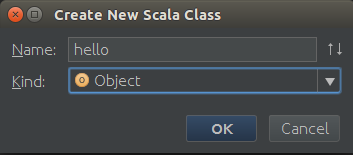 Create New Scala Class
Name: hello
Kind: O Object
OK Cancel